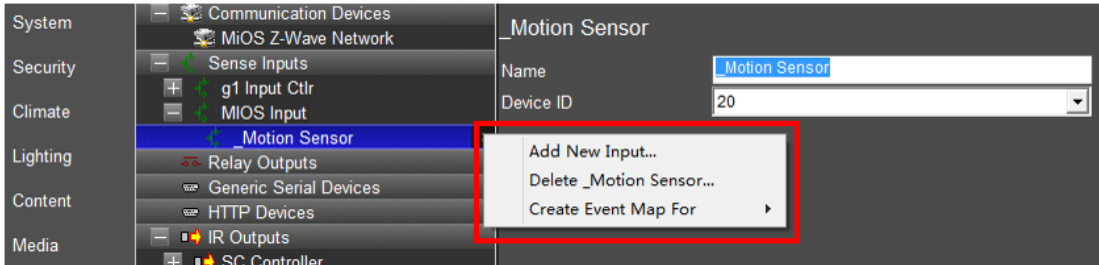 System
Security
Climate
Lighting
Content
Media
Communication Devices
MiOS Z-Wave Network
Sense Inputs
g1 Input Ctlr
MIOS Input
_Motion Sensor
Relay Outputs
Generic Serial Devices
HTTP Devices
IR Outputs
SC Controller
_Motion Sensor
Name _Motion Sensor
Device ID 20
Add New Input...
Delete _Motion Sensor...
Create Event Map For